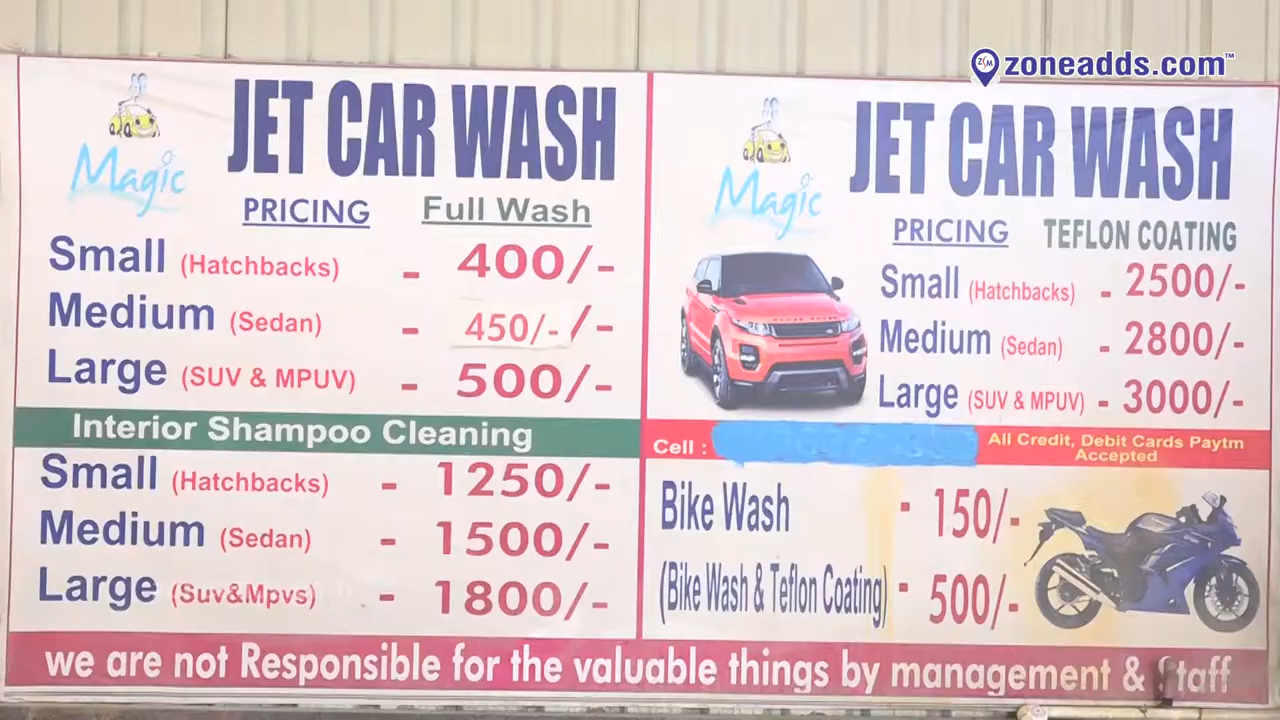 zoneadds.com™
Magic
JET CAR WASH
PRICING Full Wash
Small (Hatchbacks) - 400/-
Medium (Sedan) - 450/- /-
Large (SUV & MPUV) - 500/-
Interior Shampoo Cleaning
Small (Hatchbacks) - 1250/-
Medium (Sedan) - 1500/-
Large (Suv&Mpvs) - 1800/-
Magic
JET CAR WASH
PRICING TEFLON COATING
Small (Hatchbacks) - 2500/-
Medium (Sedan) - 2800/-
Large (SUV & MPUV) - 3000/-
Cell :
All Credit, Debit Cards Paytm
Accepted
Bike Wash - 150/-
(Bike Wash & Teflon Coating) - 500/-
we are not Responsible for the valuable things by management & Staff